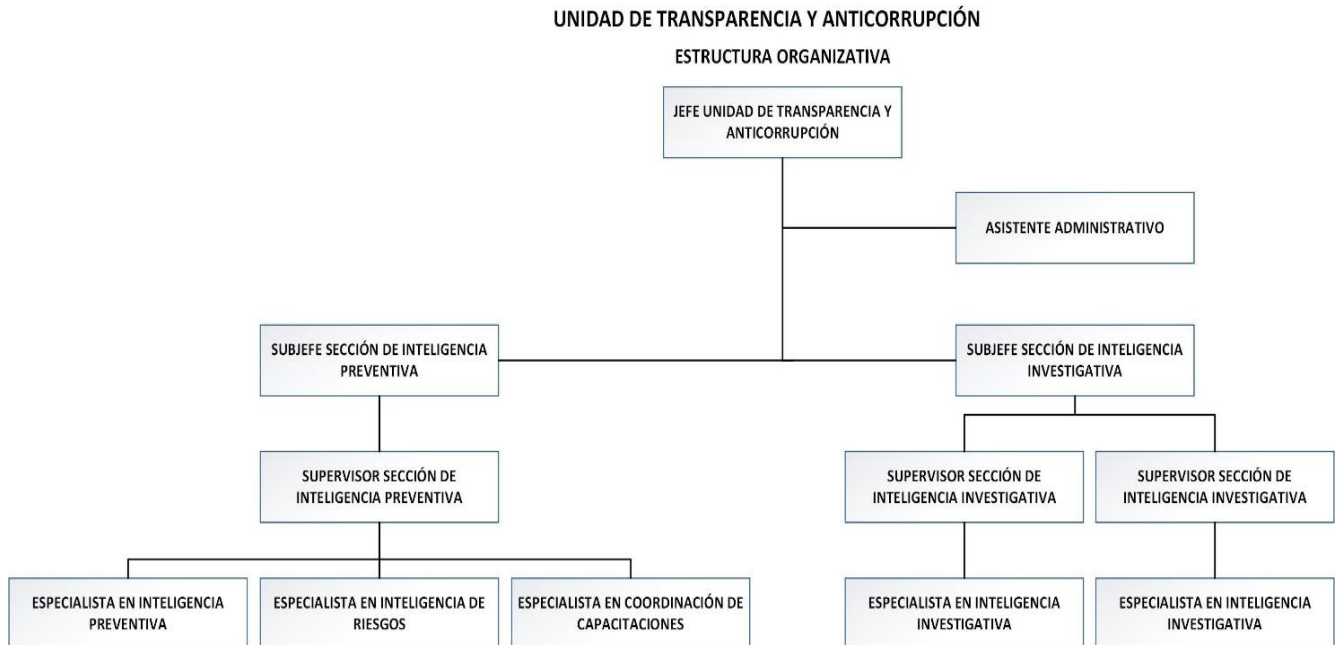 UNIDAD DE TRANSPARENCIA Y ANTICORRUPCIÓN
ESTRUCTURA ORGANIZATIVA
JEFE UNIDAD DE TRANSPARENCIA Y
ANTICORRUPCIÓN
ASISTENTE ADMINISTRATIVO
SUBJEFE SECCIÓN DE INTELIGENCIA
PREVENTIVA
SUBJEFE SECCIÓN DE INTELIGENCIA
INVESTIGATIVA
SUPERVISOR SECCIÓN DE
INTELIGENCIA PREVENTIVA
SUPERVISOR SECCIÓN DE
INTELIGENCIA INVESTIGATIVA
SUPERVISOR SECCIÓN DE
INTELIGENCIA INVESTIGATIVA
ESPECIALISTA EN INTELIGENCIA
PREVENTIVA
ESPECIALISTA EN INTELIGENCIA DE
RIESGOS
ESPECIALISTA EN COORDINACIÓN DE
CAPACITACIONES
ESPECIALISTA EN INTELIGENCIA
INVESTIGATIVA
ESPECIALISTA EN INTELIGENCIA
INVESTIGATIVA